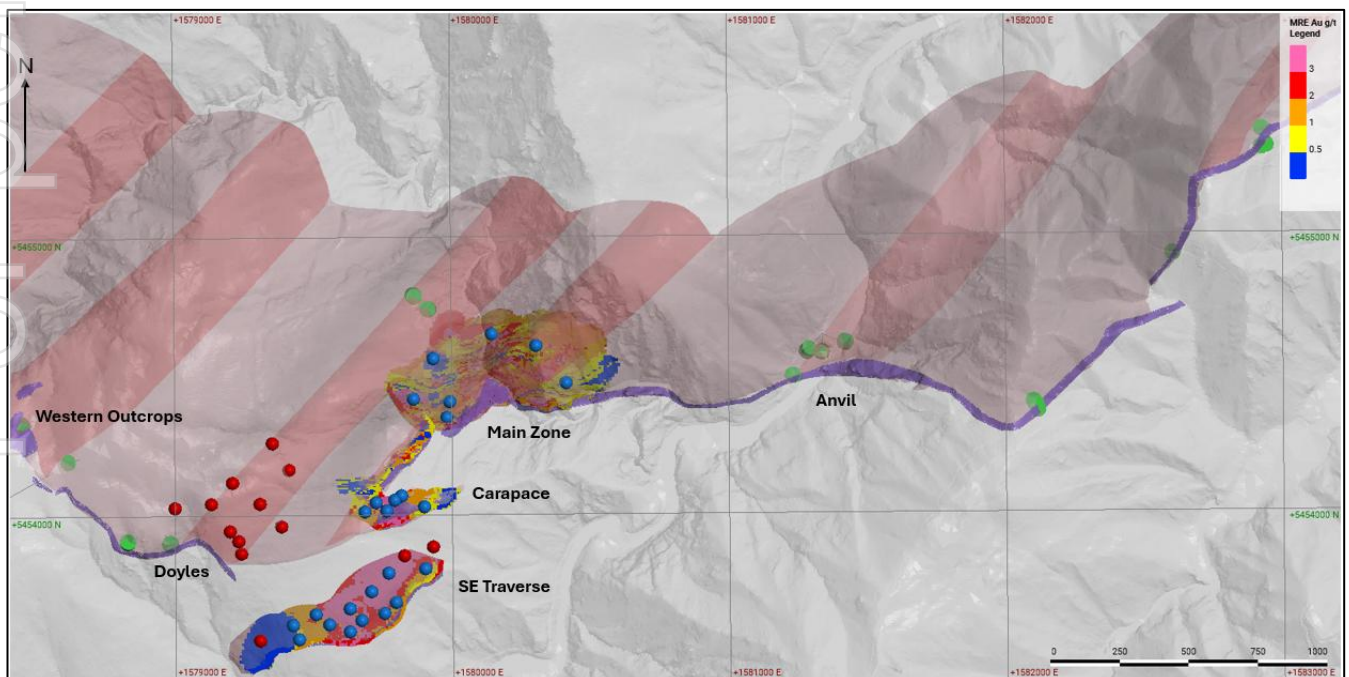 +1579000 E
+1580000 E
+1581000 E
+1582000 E
MRE Au g/t
Legend
3
2
1
0.5
N
+5455000 N
+5455000 N
Western Outcrops
Main Zone
Anvil
Carapace
+5454000 N
+5454000 N
Doyles
SE Traverse
0
250
500
750
1000
+1579000 E
+1580000 E
+1581000 E
+1582000 E
+1583000 E